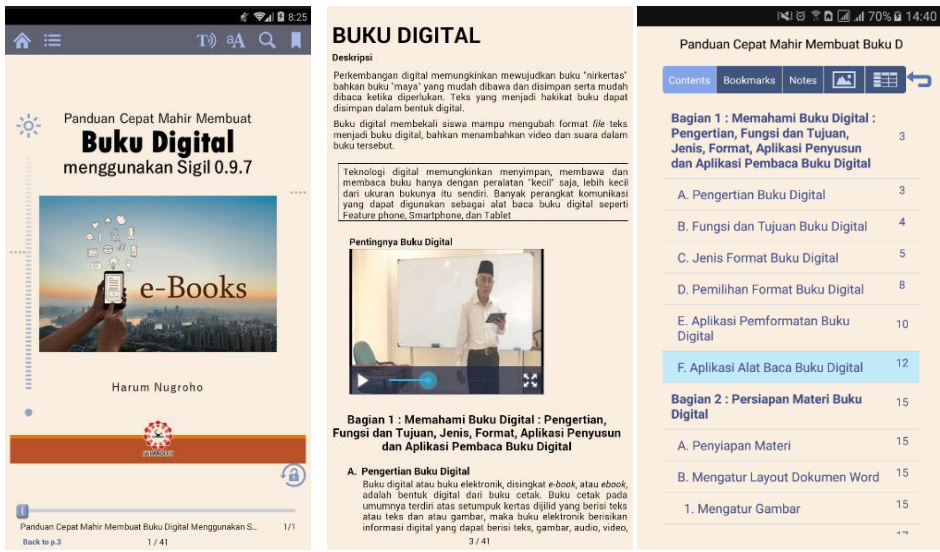 8:25
T
aA
Panduan Cepat Mahir Membuat
Buku Digital
menggunakan Sigil 0.9.7
e-Books
Harum Nugroho
Panduan Cepat Mahir Membuat Buku Digital Menggunakan S... 1/1
Back to p.3 1 / 41
BUKU DIGITAL
Deskripsi
Perkembangan digital memungkinkan mewujudkan buku "nirkertas"
bahkan buku "maya" yang mudah dibawa dan disimpan serta mudah
dibaca ketika diperlukan. Teks yang menjadi hakikat buku dapat
disimpan dalam bentuk digital.
Buku digital membekali siswa mampu mengubah format file teks
menjadi buku digital, bahkan menambahkan video dan suara dalam
buku tersebut.
Teknologi digital memungkinkan menyimpan, membawa dan
membaca buku hanya dengan peralatan "kecil" saja, lebih kecil
dari ukuran bukunya itu sendiri. Banyak perangkat komunikasi
yang dapat digunakan sebagai alat baca buku digital seperti
Feature phone, Smartphone, dan Tablet
Pentingnya Buku Digital
Bagian 1 : Memahami Buku Digital : Pengertian,
Fungsi dan Tujuan, Jenis, Format, Aplikasi Penyusun
dan Aplikasi Pembaca Buku Digital
A. Pengertian Buku Digital
Buku digital atau buku elektronik, disingkat e-book, atau ebook,
adalah bentuk digital dari buku cetak. Buku cetak pada
umumnya terdiri atas setumpuk kertas dijilid yang berisi teks
atau teks dan atau gambar, maka buku elektronik berisikan
informasi digital yang dapat berisi teks, gambar, audio, video,
3 / 41
70% 14:40
Panduan Cepat Mahir Membuat Buku D
Contents Bookmarks Notes
Bagian 1 : Memahami Buku Digital :
Pengertian, Fungsi dan Tujuan,
Jenis, Format, Aplikasi Penyusun
dan Aplikasi Pembaca Buku Digital 3
A. Pengertian Buku Digital 3
B. Fungsi dan Tujuan Buku Digital 4
C. Jenis Format Buku Digital 5
D. Pemilihan Format Buku Digital 8
E. Aplikasi Pemformatan Buku
Digital 10
F. Aplikasi Alat Baca Buku Digital 12
Bagian 2 : Persiapan Materi Buku
Digital 15
A. Penyiapan Materi 15
B. Mengatur Layout Dokumen Word 15
1. Mengatur Gambar 15